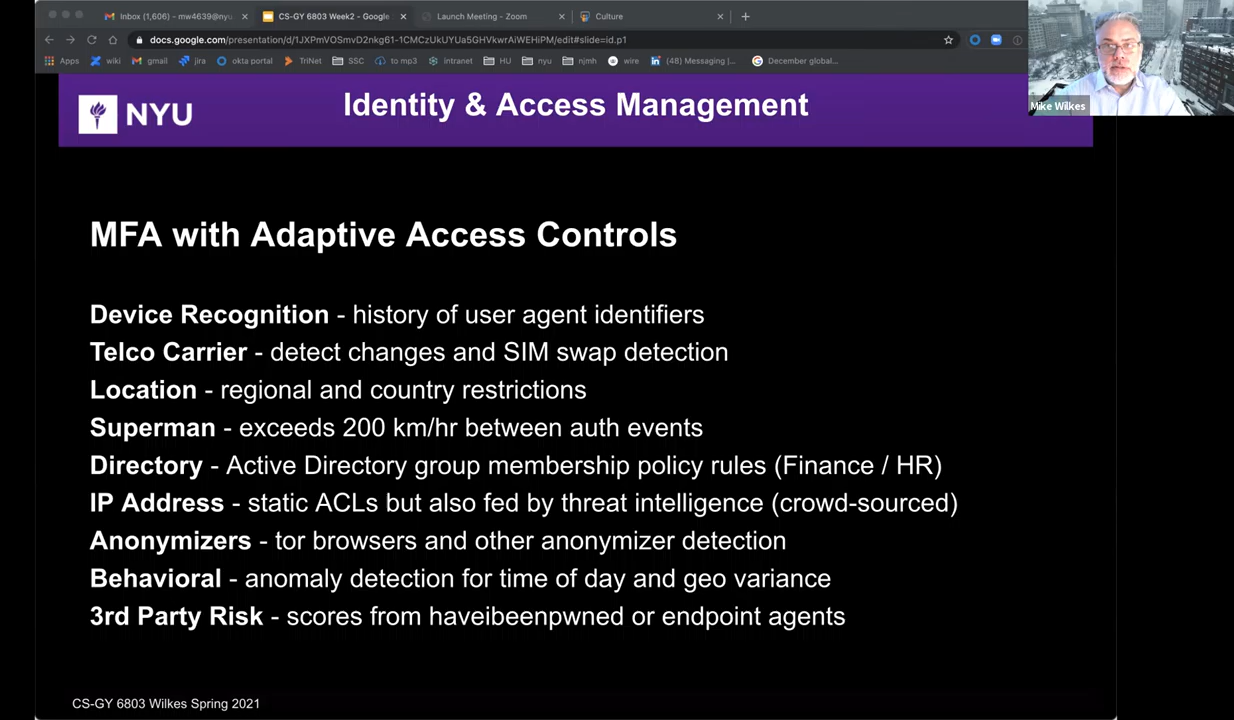 Inbox (1,606) - mw4639@nyu
CS-GY 6803 Week2 - Google
Launch Meeting - Zoom
Culture
docs.google.com/presentation/d/1JXPmVOSmvD2nkg61-1CMCzUkUYUa5GHVkwrAiWEHiPM/edit#slide=id.p1
Apps wiki gmail jira okta portal TriNet SSC to mp3 intranet HU nyu njmh wire (48) Messaging |... December global...
NYU
Identity & Access Management
Mike Wilkes
MFA with Adaptive Access Controls
Device Recognition - history of user agent identifiers
Telco Carrier - detect changes and SIM swap detection
Location - regional and country restrictions
Superman - exceeds 200 km/hr between auth events
Directory - Active Directory group membership policy rules (Finance / HR)
IP Address - static ACLs but also fed by threat intelligence (crowd-sourced)
Anonymizers - tor browsers and other anonymizer detection
Behavioral - anomaly detection for time of day and geo variance
3rd Party Risk - scores from haveibeenpwned or endpoint agents
CS-GY 6803 Wilkes Spring 2021